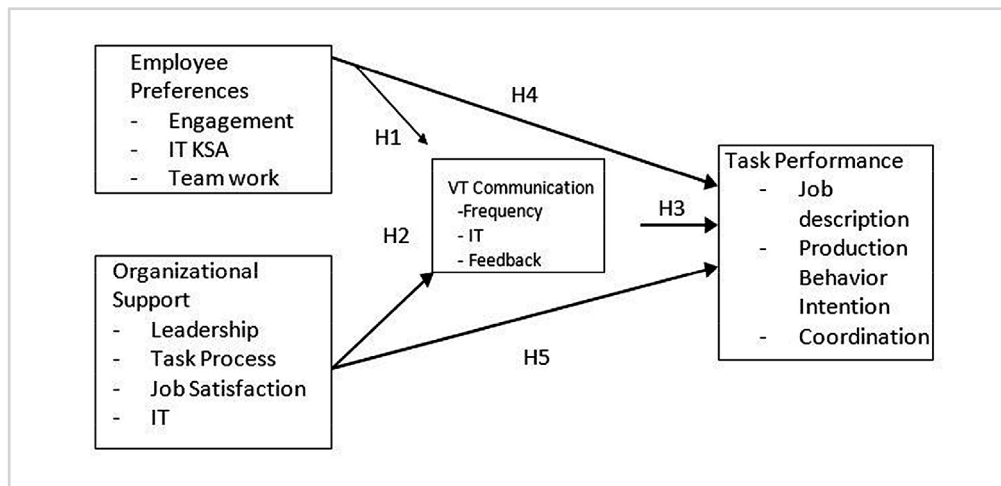 Employee
Preferences
- Engagement
- IT KSA
- Team work
H1
H4
VT Communication
-Frequency
- IT
- Feedback
H2
H3
Organizational
Support
- Leadership
- Task Process
- Job Satisfaction
- IT
H5
Task Performance
- Job
description
- Production
Behavior
Intention
- Coordination